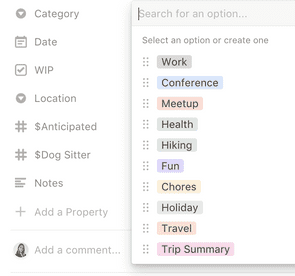 Category
Date
WIP
Location
$Anticipated
$Dog Sitter
Notes
Add a Property
Add a comment...
Search for an option...
Select an option or create one
Work
Conference
Meetup
Health
Hiking
Fun
Chores
Holiday
Travel
Trip Summary